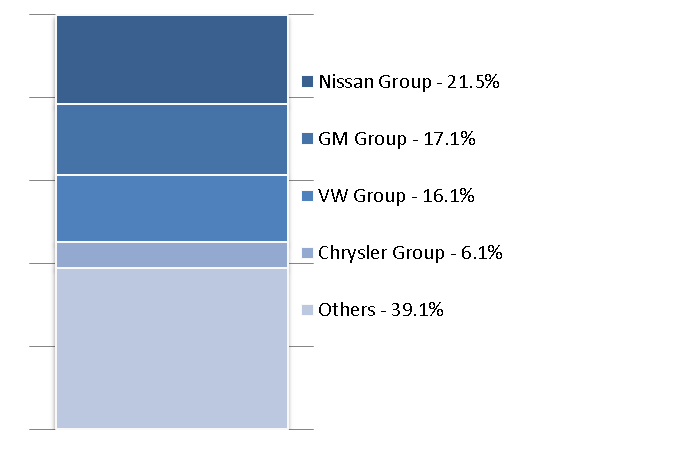 Nissan Group - 21.5%
GM Group - 17.1%
VW Group - 16.1%
Chrysler Group - 6.1%
Others - 39.1%